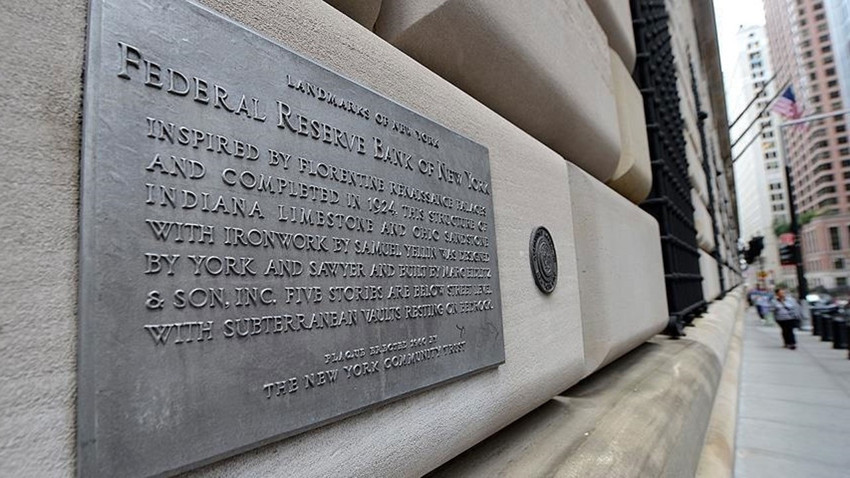 LANDMARKS OF NEW YORK
FEDERAL RESERVE BANK OF NEW YORK
INSPIRED BY FLORENTINE RENAISSANCE PALACES
AND COMPLETED IN 1924, THIS STRUCTURE OF
INDIANA LIMESTONE AND OHIO SANDSTONE
WITH IRONWORK BY SAMUEL YELLIN WAS DESIGNED
BY YORK AND SAWYER AND BUILT BY MARC EIDLITZ
& SON, INC. FIVE STORIES ARE BELOW STREET LEVEL
WITH SUBTERRANEAN VAULTS RESTING ON BEDROCK.
PLAQUE ERECTED BY
THE NEW YORK COMMUNITY TRUST